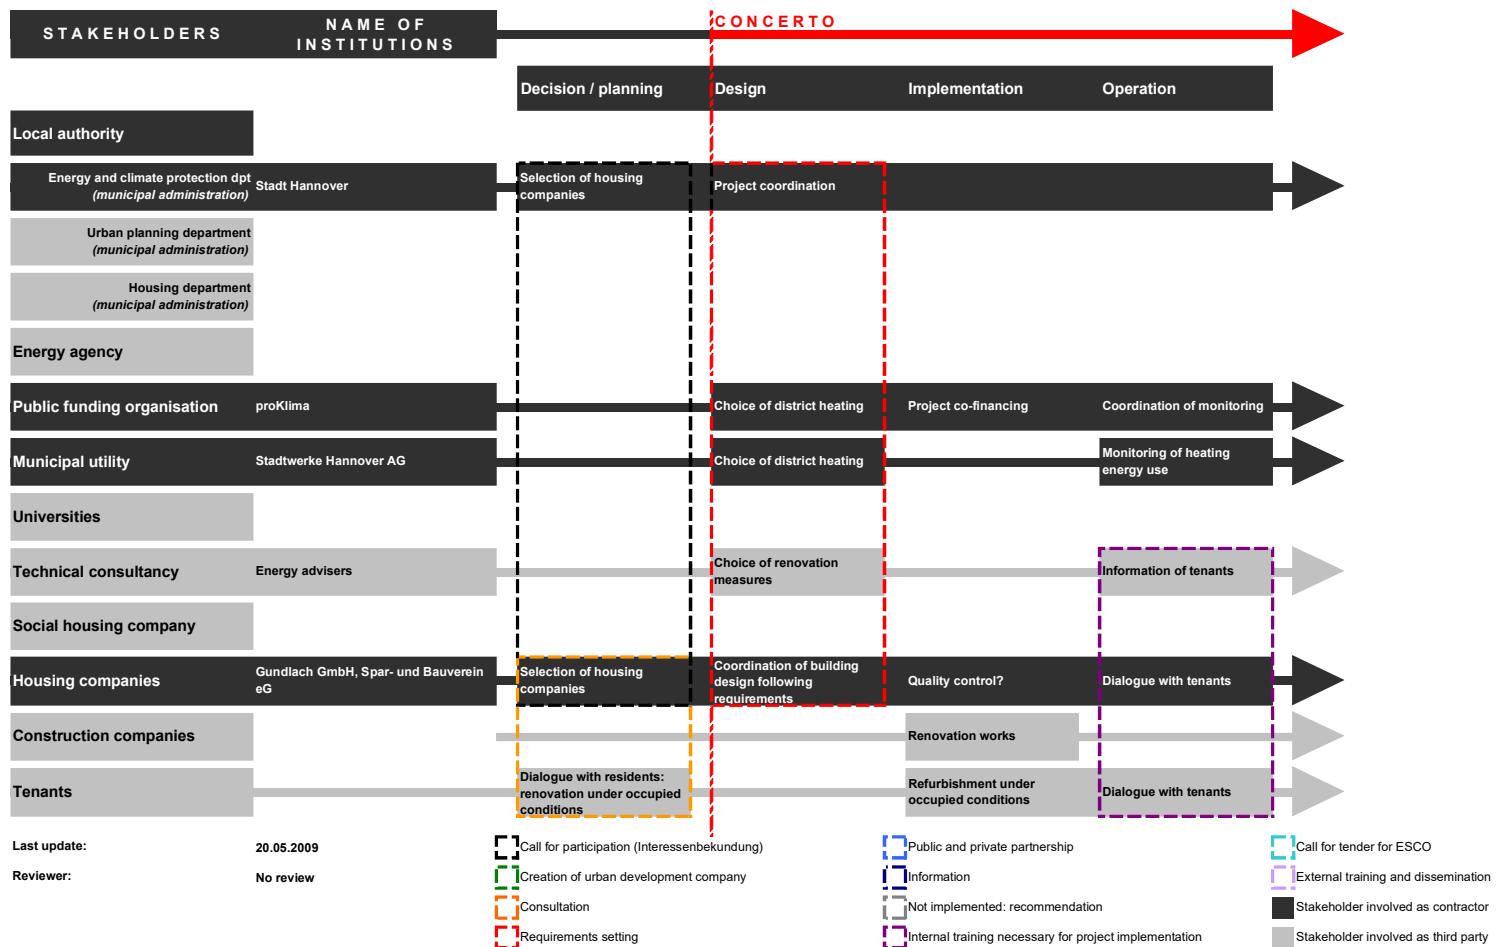 STAKEHOLDERS
NAME OF
INSTITUTIONS
CONCERTO
Decision / planning
Design
Implementation
Operation
Local authority
Energy and climate protection dpt
(municipal administration)
Stadt Hannover
Selection of housing
companies
Project coordination
Urban planning department
(municipal administration)
Housing department
(municipal administration)
Energy agency
Public funding organisation
proKlima
Choice of district heating
Project co-financing
Coordination of monitoring
Municipal utility
Stadtwerke Hannover AG
Choice of district heating
Monitoring of heating
energy use
Universities
Technical consultancy
Energy advisers
Choice of renovation
measures
Information of tenants
Social housing company
Housing companies
Gundlach GmbH, Spar- und Bauverein
eG
Selection of housing
companies
Coordination of building
design following
requirements
Quality control?
Dialogue with tenants
Construction companies
Renovation works
Tenants
Dialogue with residents:
renovation under occupied
conditions
Refurbishment under
occupied conditions
Dialogue with tenants
Last update:
20.05.2009
Reviewer:
No review
Call for participation (Interessenbekundung)
Creation of urban development company
Consultation
Requirements setting
Public and private partnership
Information
Not implemented: recommendation
Internal training necessary for project implementation
Call for tender for ESCO
External training and dissemination
Stakeholder involved as contractor
Stakeholder involved as third party